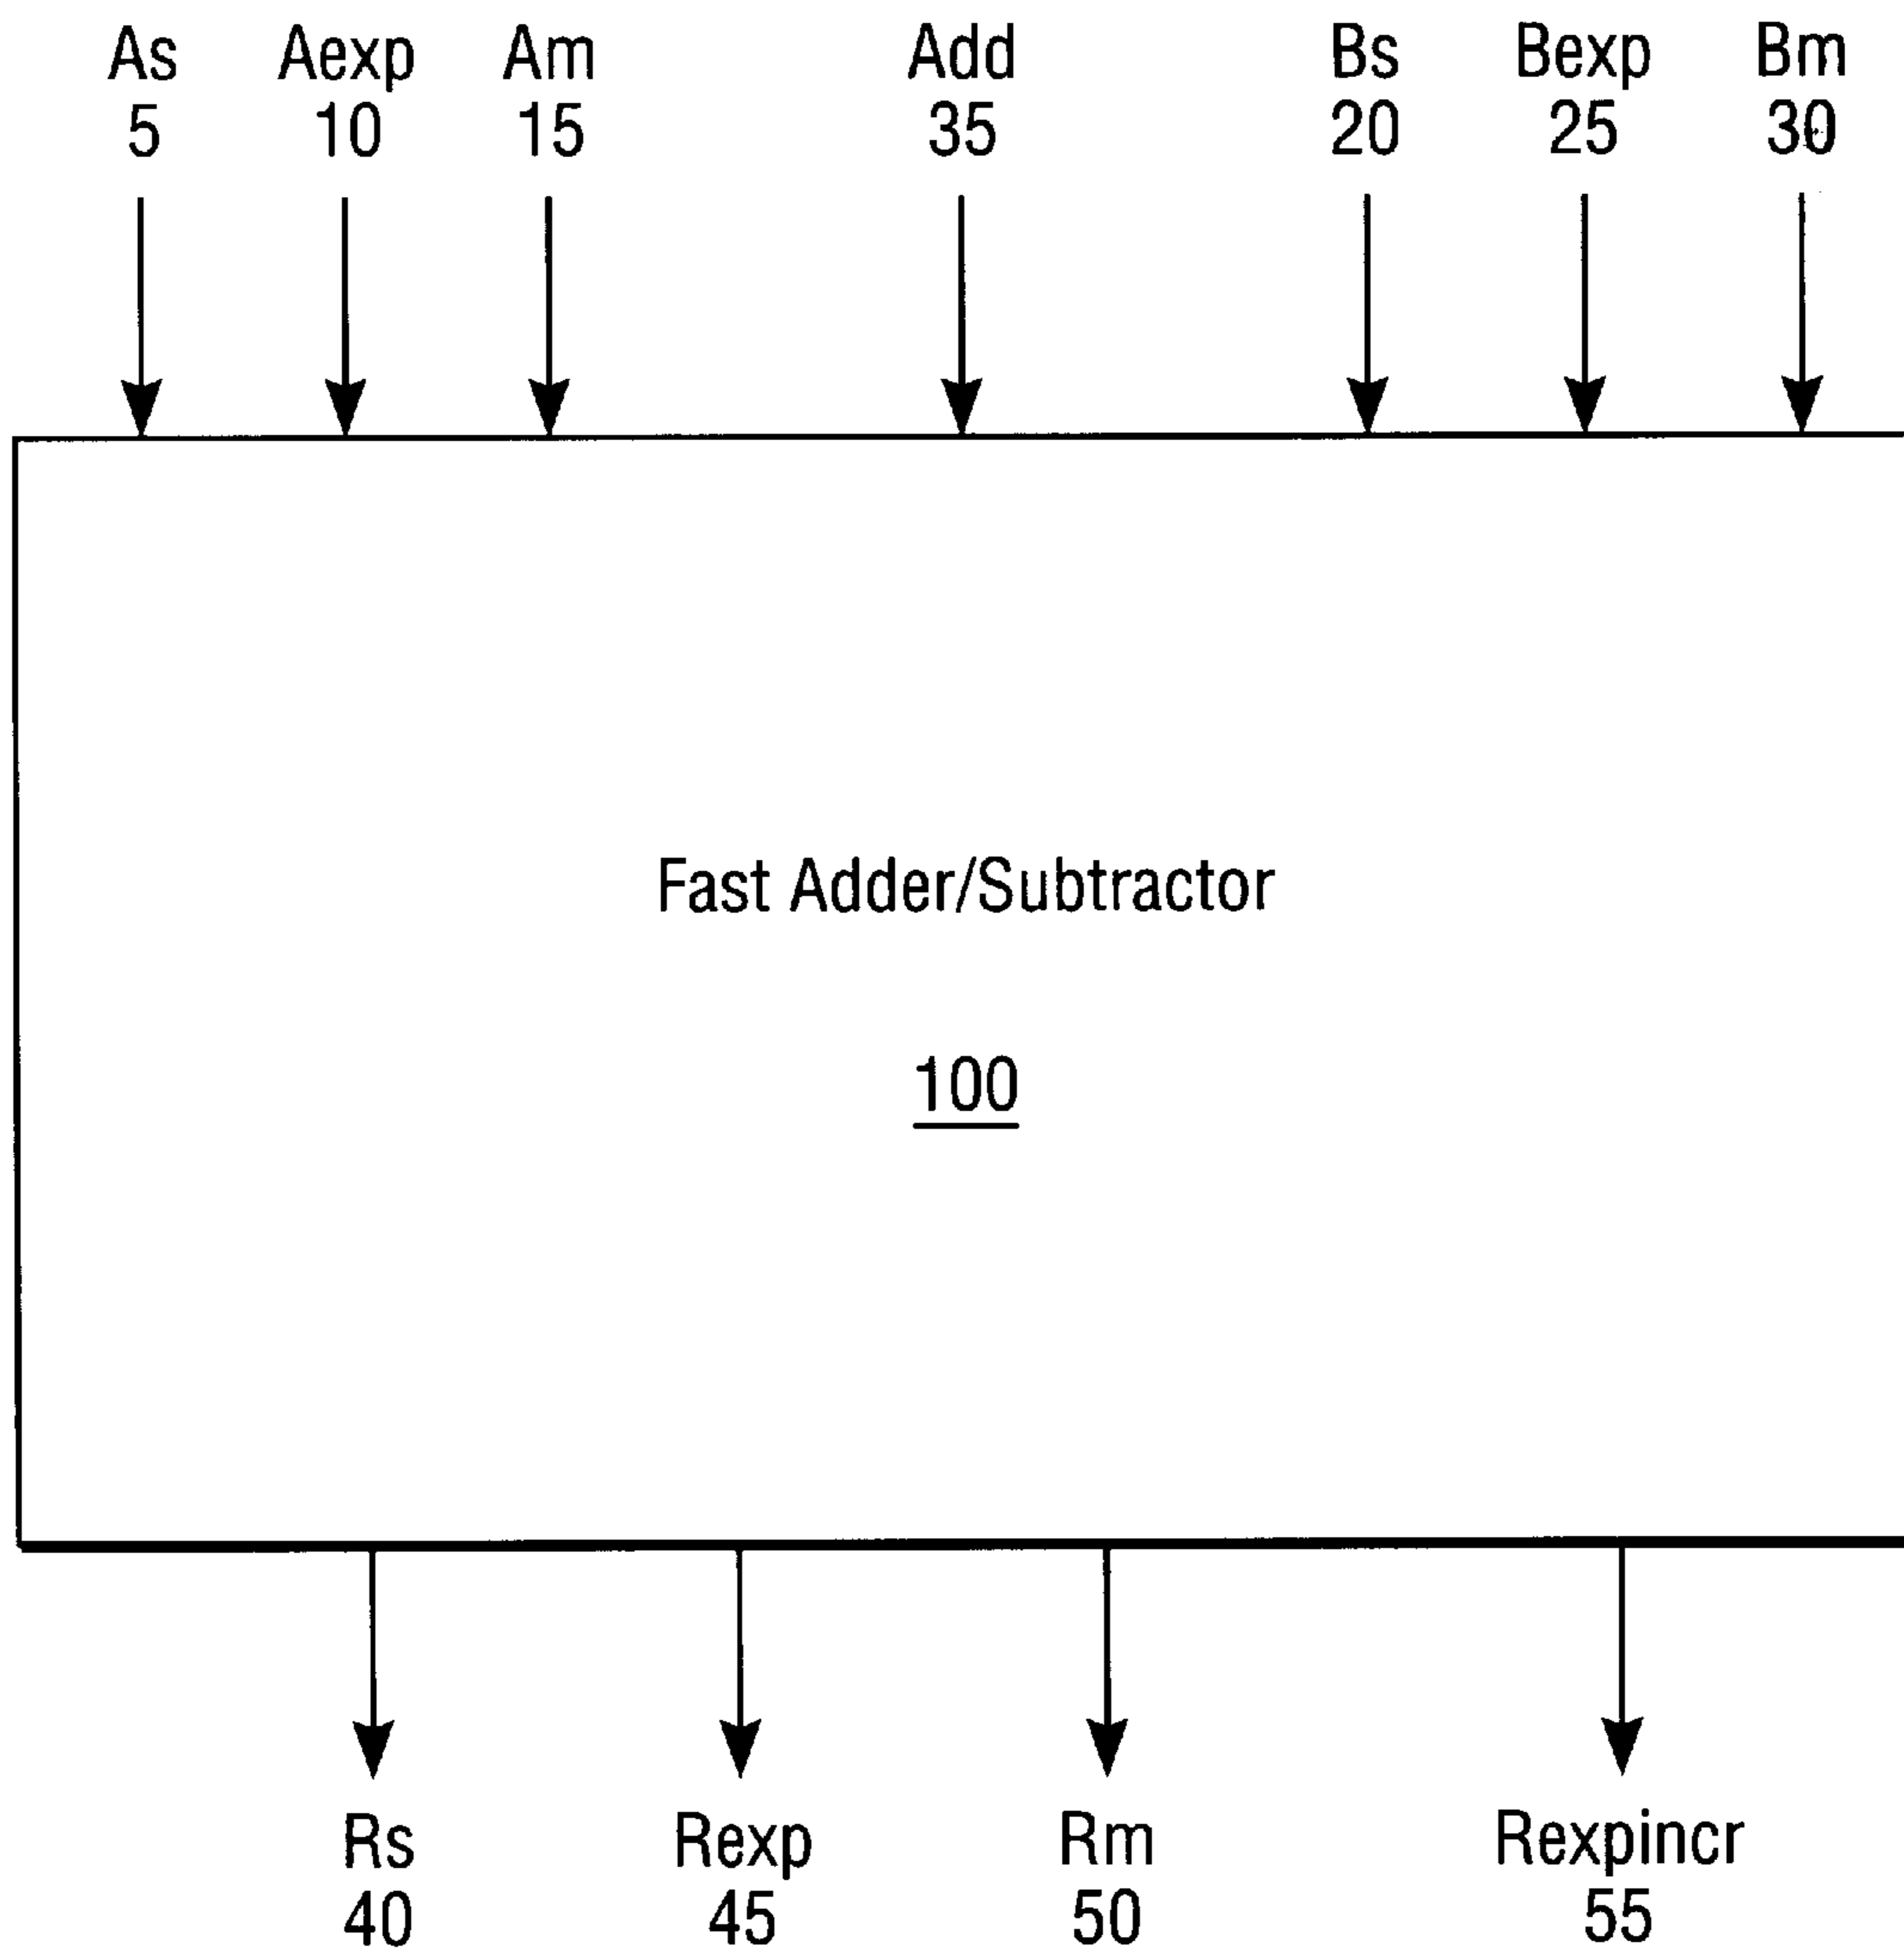 As Aexp Am Add Bs Bexp Bm
5 10 15 35 20 25 30
Fast Adder/Subtractor
100
Rs Rexp Rm Rexpincr
40 45 50 55